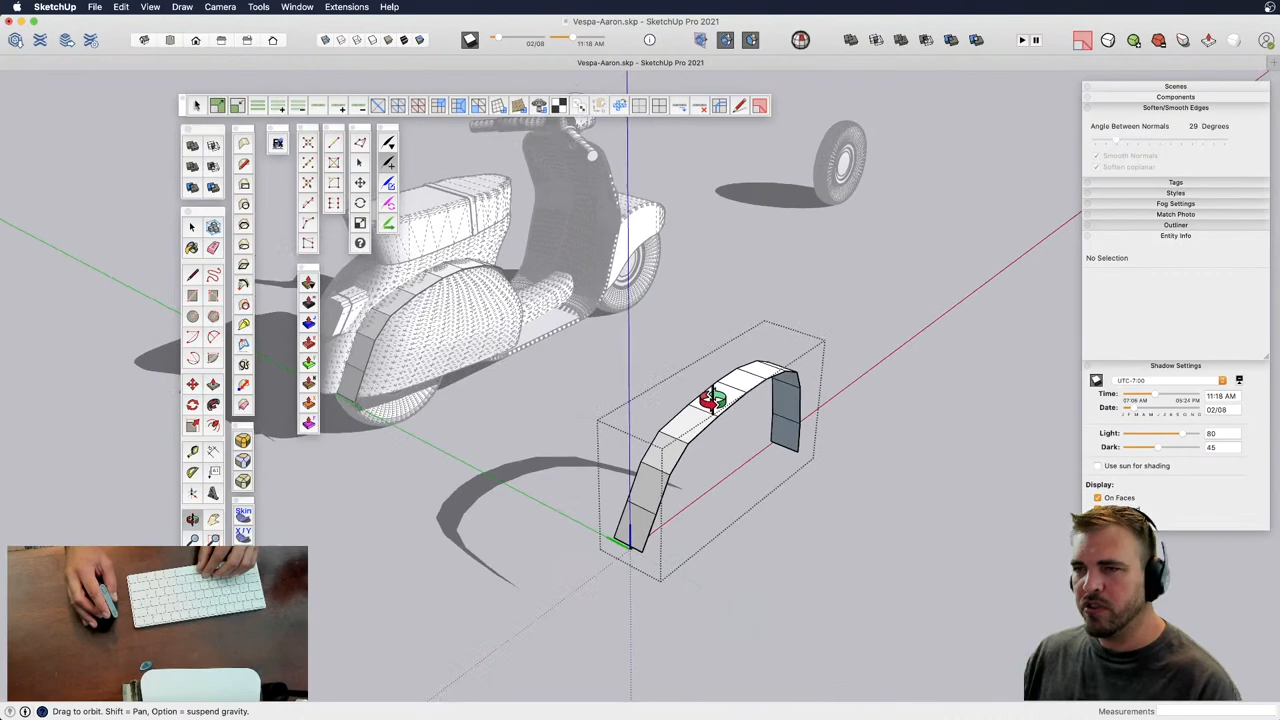 SketchUp File Edit View Draw Camera Tools Window Extensions Help
Vespa-Aaron.skp - SketchUp Pro 2021
02/08 11:18 AM
Vespa-Aaron.skp - SketchUp Pro 2021
Scenes
Components
Soften/Smooth Edges
Angle Between Normals 29 Degrees
Smooth Normals
Soften coplanar
Tags
Styles
Fog Settings
Match Photo
Outliner
Entity Info
No Selection
Shadow Settings
UTC-7:00
Time: 11:18 AM
Date: 02/08
J F M A M J J A S O N D
Light: 80
Dark: 45
Use sun for shading
Display:
On Faces
Skin
X/Y
Drag to orbit. Shift = Pan, Option = suspend gravity.
Measurements